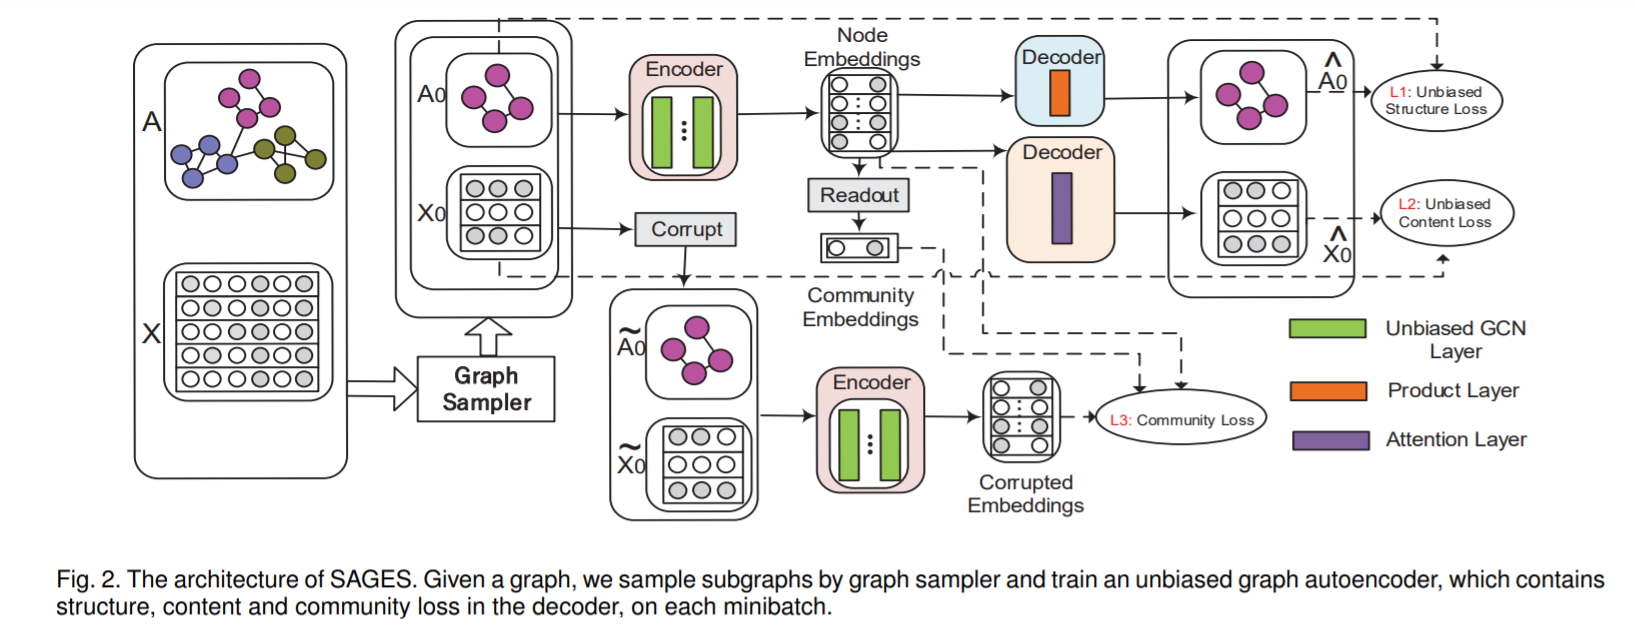 A
X
Graph
Sampler
A0
X0
Encoder
Corrupt
Node
Embeddings
Readout
Community
Embeddings
Decoder
Decoder
Â0
X̂0
L1: Unbiased
Structure Loss
L2: Unbiased
Content Loss
Ã0
X̃0
Encoder
Corrupted
Embeddings
L3: Community Loss
Unbiased GCN
Layer
Product Layer
Attention Layer
Fig. 2. The architecture of SAGES. Given a graph, we sample subgraphs by graph sampler and train an unbiased graph autoencoder, which contains
structure, content and community loss in the decoder, on each minibatch.